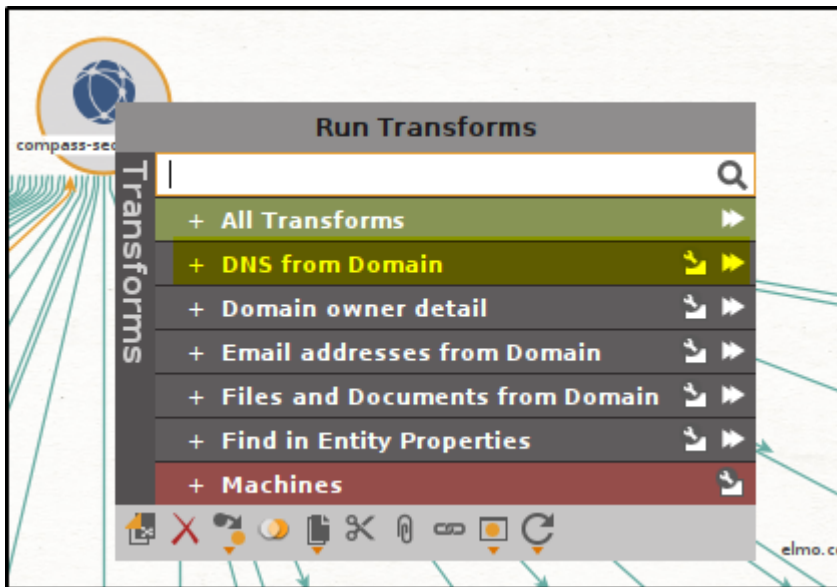 compass-sec
Run Transforms
Transforms
+ All Transforms
+ DNS from Domain
+ Domain owner detail
+ Email addresses from Domain
+ Files and Documents from Domain
+ Find in Entity Properties
+ Machines
elmo.c